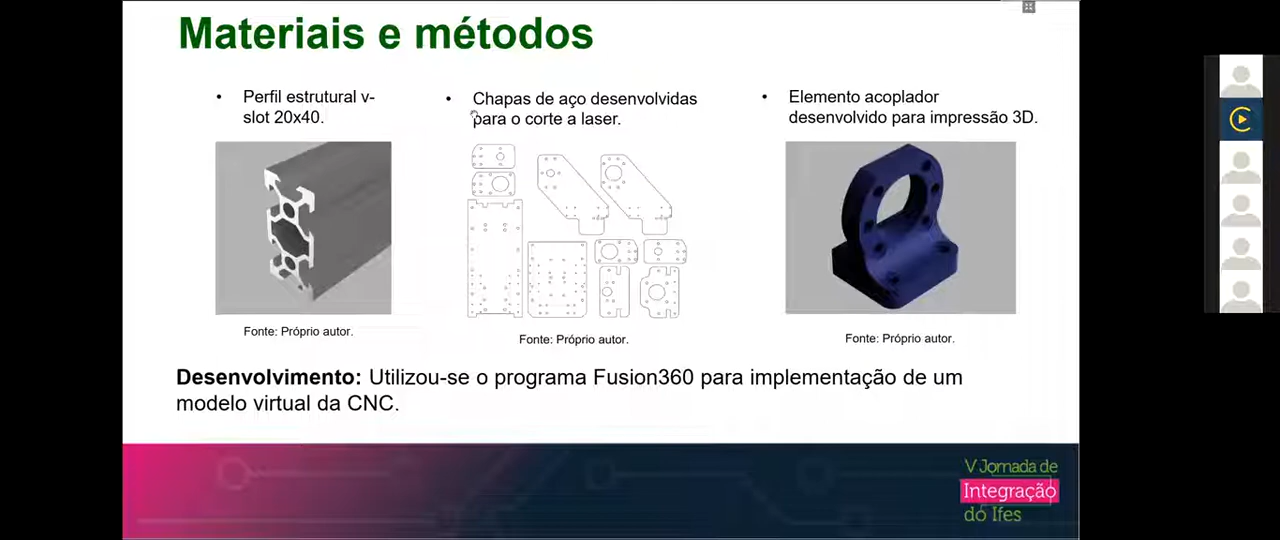 Materiais e métodos
• Perfil estrutural v-
slot 20x40.
• Chapas de aço desenvolvidas
para o corte a laser.
• Elemento acoplador
desenvolvido para impressão 3D.
Fonte: Próprio autor.
Fonte: Próprio autor.
Fonte: Próprio autor.
Desenvolvimento: Utilizou-se o programa Fusion360 para implementação de um
modelo virtual da CNC.
V Jornada de
Integração
do Ifes